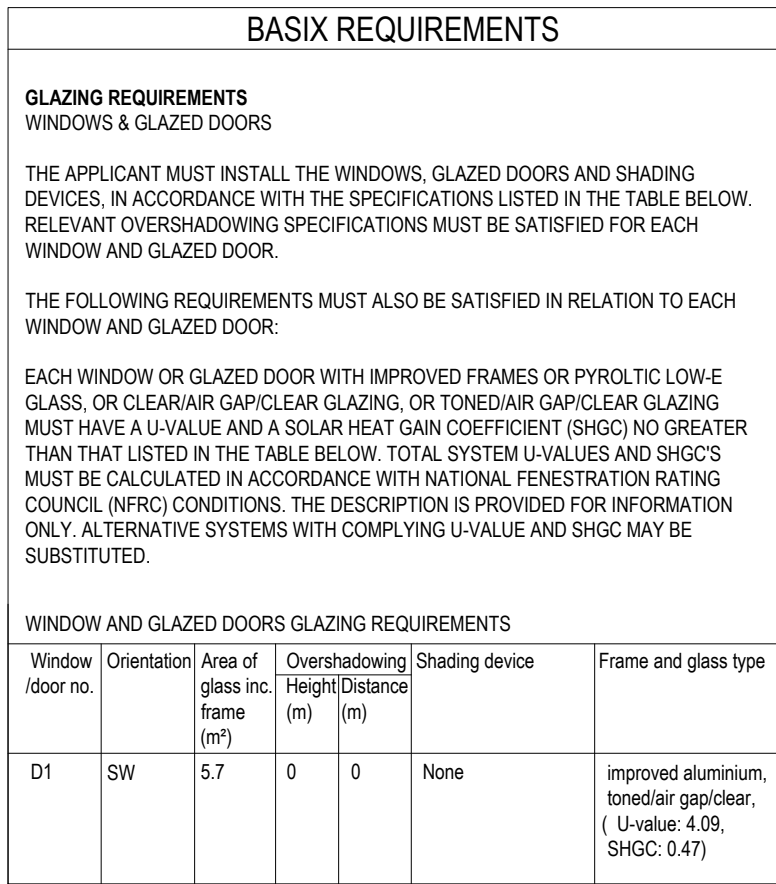 BASIX REQUIREMENTS
GLAZING REQUIREMENTS
WINDOWS & GLAZED DOORS
THE APPLICANT MUST INSTALL THE WINDOWS, GLAZED DOORS AND SHADING
DEVICES, IN ACCORDANCE WITH THE SPECIFICATIONS LISTED IN THE TABLE BELOW.
RELEVANT OVERSHADOWING SPECIFICATIONS MUST BE SATISFIED FOR EACH
WINDOW AND GLAZED DOOR.
THE FOLLOWING REQUIREMENTS MUST ALSO BE SATISFIED IN RELATION TO EACH
WINDOW AND GLAZED DOOR:
EACH WINDOW OR GLAZED DOOR WITH IMPROVED FRAMES OR PYROLTIC LOW-E
GLASS, OR CLEAR/AIR GAP/CLEAR GLAZING, OR TONED/AIR GAP/CLEAR GLAZING
MUST HAVE A U-VALUE AND A SOLAR HEAT GAIN COEFFICIENT (SHGC) NO GREATER
THAN THAT LISTED IN THE TABLE BELOW. TOTAL SYSTEM U-VALUES AND SHGC'S
MUST BE CALCULATED IN ACCORDANCE WITH NATIONAL FENESTRATION RATING
COUNCIL (NFRC) CONDITIONS. THE DESCRIPTION IS PROVIDED FOR INFORMATION
ONLY. ALTERNATIVE SYSTEMS WITH COMPLYING U-VALUE AND SHGC MAY BE
SUBSTITUTED.
WINDOW AND GLAZED DOORS GLAZING REQUIREMENTS
Window
/door no.
Orientation
Area of
glass inc.
frame
(m²)
Overshadowing
Height
(m)
Distance
(m)
Shading device
Frame and glass type
D1
SW
5.7
0
0
None
improved aluminium,
toned/air gap/clear,
( U-value: 4.09,
SHGC: 0.47)